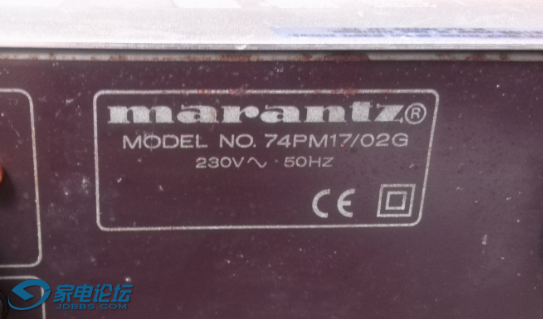 marantz®
MODEL NO. 74PM17/02G
230V∿ 50HZ
CE
家电论坛
JDBBS.COM